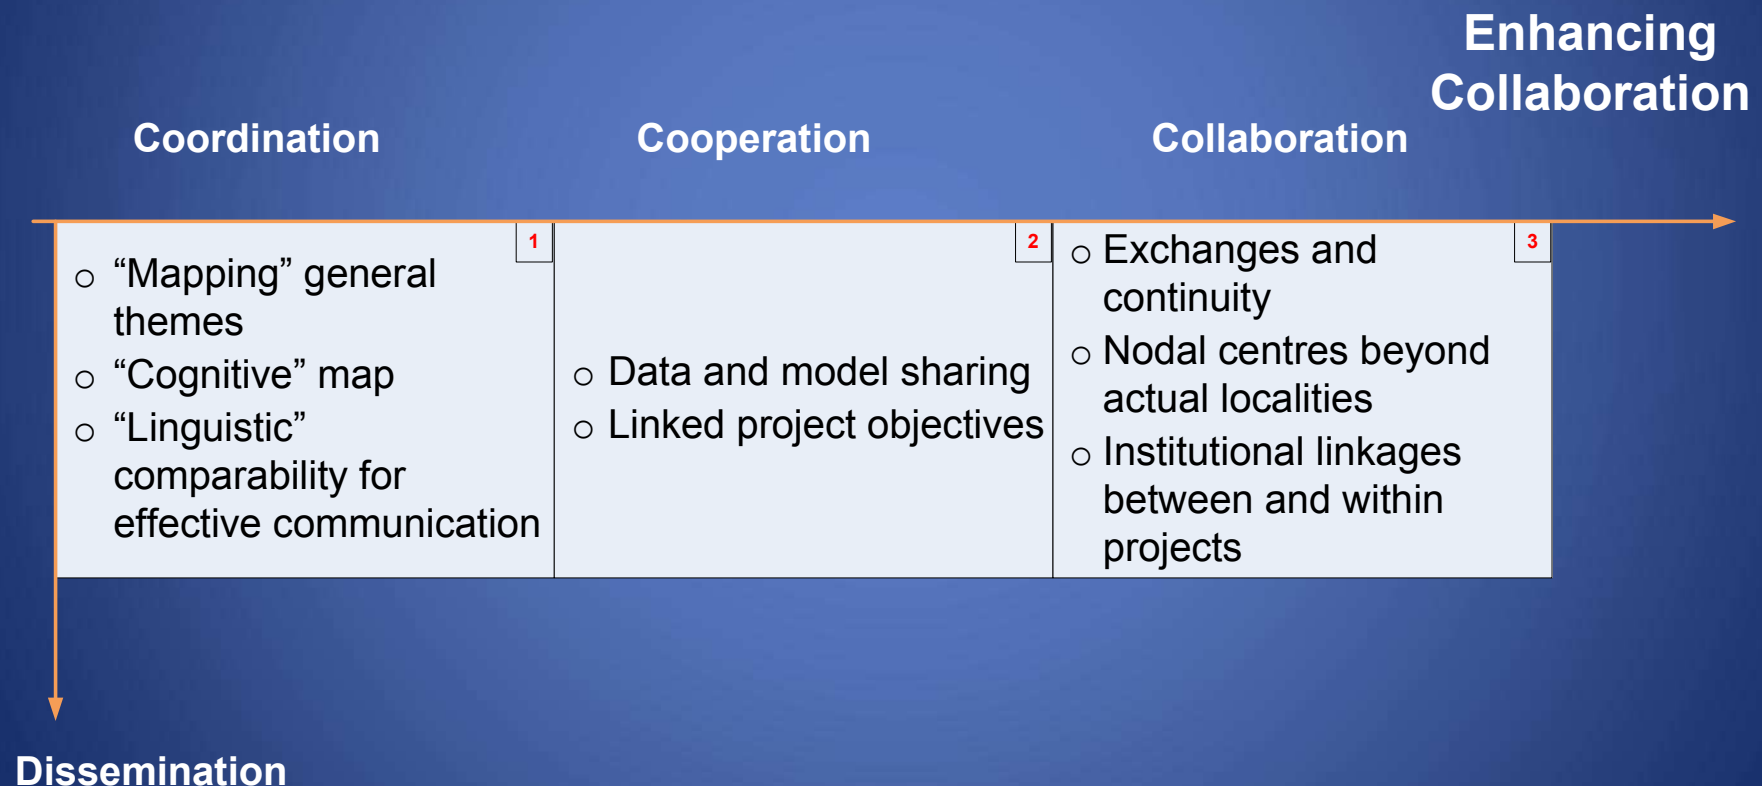 Enhancing
Collaboration
Coordination
Cooperation
Collaboration
1
o “Mapping” general
themes
o “Cognitive” map
o “Linguistic”
comparability for
effective communication
2
o Data and model sharing
o Linked project objectives
3
o Exchanges and
continuity
o Nodal centres beyond
actual localities
o Institutional linkages
between and within
projects
Dissemination